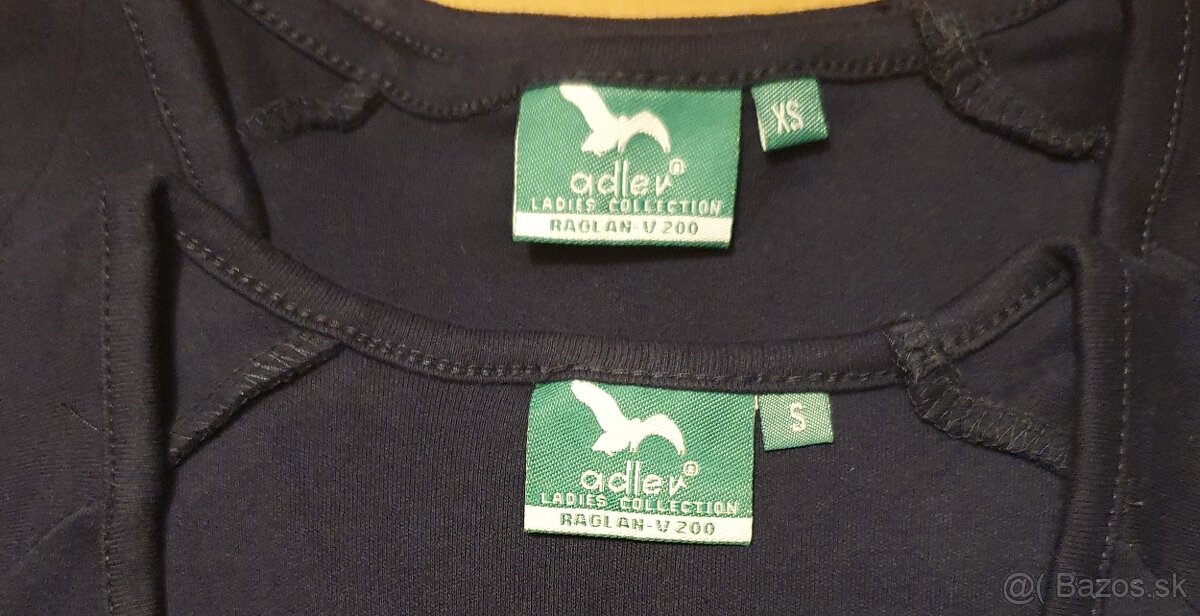 adler®
LADIES COLLECTION
RAGLAN-V 200
XS
adler®
LADIES COLLECTION
RAGLAN-V 200
S
@( Bazos.sk